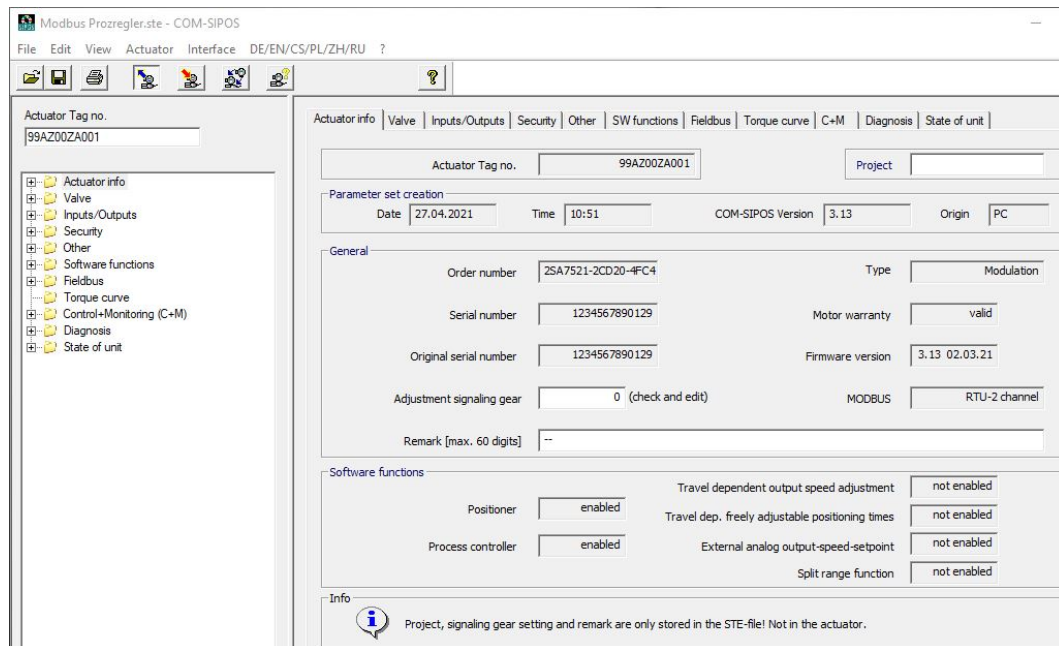 Modbus Prozregler.ste - COM-SIPOS
File Edit View Actuator Interface DE/EN/CS/PL/ZH/RU ?
Actuator Tag no.
99AZ00ZA001
Actuator info
Valve
Inputs/Outputs
Security
Other
Software functions
Fieldbus
Torque curve
Control+Monitoring (C+M)
Diagnosis
State of unit
Actuator info Valve Inputs/Outputs Security Other SW functions Fieldbus Torque curve C+M Diagnosis State of unit
Actuator Tag no. 99AZ00ZA001 Project
Parameter set creation
Date 27.04.2021 Time 10:51 COM-SIPOS Version 3.13 Origin PC
General
Order number 2SA7521-2CD20-4FC4 Type Modulation
Serial number 1234567890129 Motor warranty valid
Original serial number 1234567890129 Firmware version 3.13 02.03.21
Adjustment signaling gear 0 (check and edit) MODBUS RTU-2 channel
Remark [max. 60 digits] --
Software functions
Travel dependent output speed adjustment not enabled
Positioner enabled
Travel dep. freely adjustable positioning times not enabled
Process controller enabled External analog output-speed-setpoint not enabled
Split range function not enabled
Info
Project, signaling gear setting and remark are only stored in the STE-file! Not in the actuator.